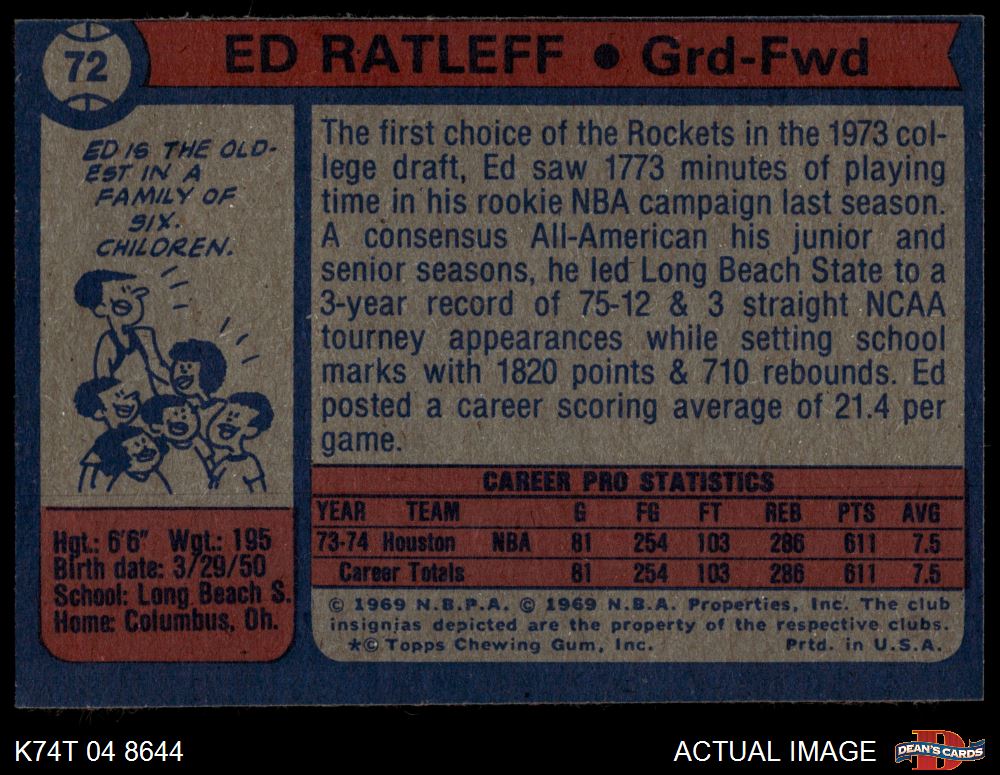 72
ED RATLEFF ● Grd-Fwd
ED IS THE OLD-
EST IN A
FAMILY OF
SIX.
CHILDREN.
The first choice of the Rockets in the 1973 col-
lege draft, Ed saw 1773 minutes of playing
time in his rookie NBA campaign last season.
A consensus All-American his junior and
senior seasons, he led Long Beach State to a
3-year record of 75-12 & 3 straight NCAA
tourney appearances while setting school
marks with 1820 points & 710 rebounds. Ed
posted a career scoring average of 21.4 per
game.
Hgt.: 6'6" Wgt.: 195
Birth date: 3/29/50
School: Long Beach S.
Home: Columbus, Oh.
CAREER PRO STATISTICS
YEAR TEAM G FG FT REB PTS AVG
73-74 Houston NBA 81 254 103 286 611 7.5
Career Totals 81 254 103 286 611 7.5
© 1969 N.B.P.A. © 1969 N.B.A. Properties, Inc. The club
insignjas depicted are the property of the respective clubs.
*© Topps Chewing Gum, Inc. Prtd. in U.S.A.
K74T 04 8644
ACTUAL IMAGE
D
DEAN'S CARDS